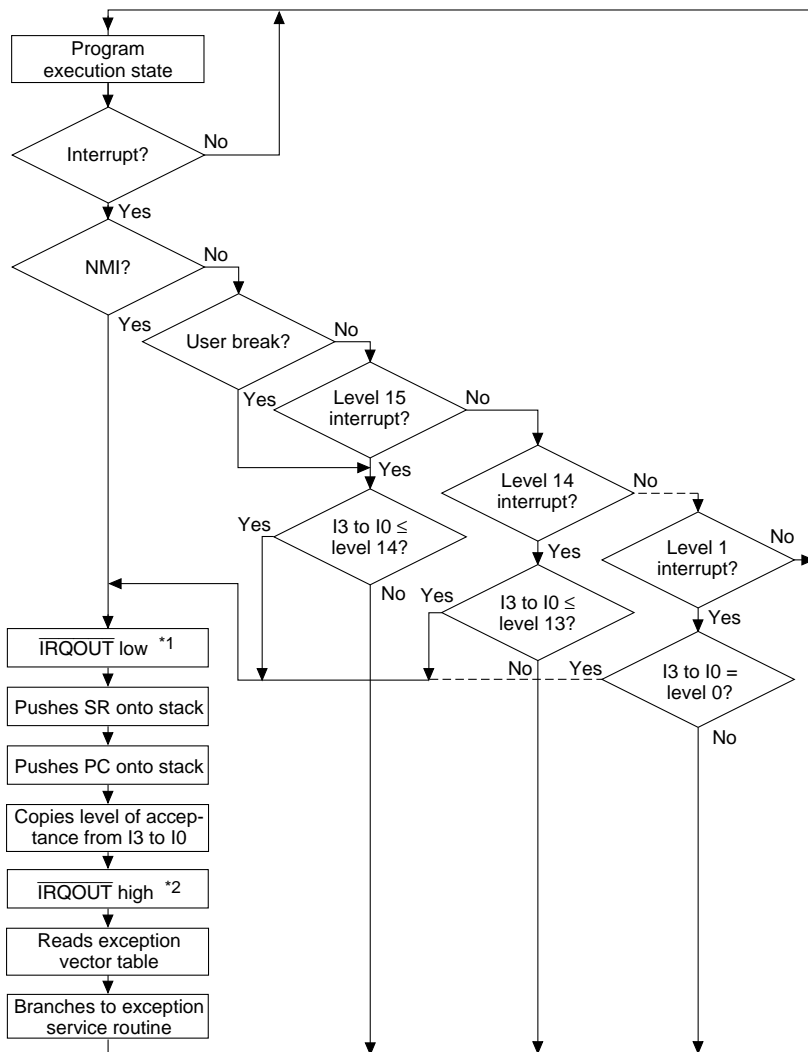 Program
execution state
No
Interrupt?
Yes
No
NMI?
Yes
No
User break?
Yes
No
Level 15
interrupt?
Yes
No
Level 14
interrupt?
Yes
No
Level 1
interrupt?
Yes
Yes
I3 to I0 ≤
level 14?
No
Yes
I3 to I0 ≤
level 13?
No
Yes
I3 to I0 =
level 0?
No
IRQOUT low *1
Pushes SR onto stack
Pushes PC onto stack
Copies level of accep-
tance from I3 to I0
IRQOUT high *2
Reads exception
vector table
Branches to exception
service routine
No